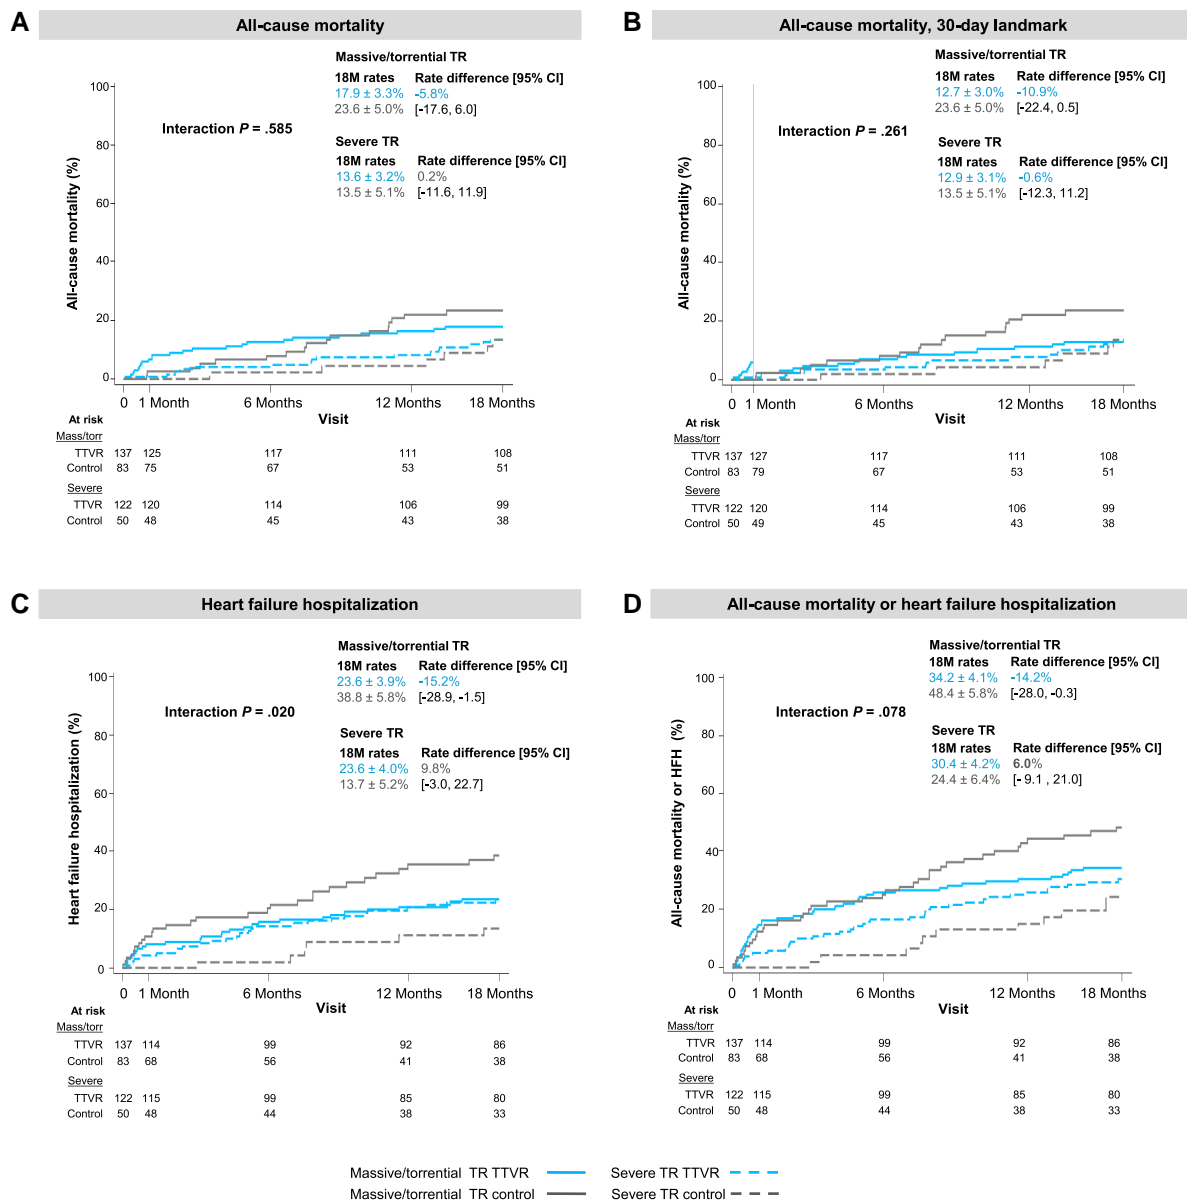 A
All-cause mortality
Massive/torrential TR
18M rates Rate difference [95% CI]
17.9 ± 3.3% -5.8%
23.6 ± 5.0% [-17.6, 6.0]
Interaction P = .585
Severe TR
18M rates Rate difference [95% CI]
13.6 ± 3.2% 0.2%
13.5 ± 5.1% [-11.6, 11.9]
All-cause mortality (%)
100
80
60
40
20
0
0 1 Month 6 Months 12 Months 18 Months
Visit
At risk
Mass/torr
TTVR 137 125 117 111 108
Control 83 75 67 53 51
Severe
TTVR 122 120 114 106 99
Control 50 48 45 43 38
B
All-cause mortality, 30-day landmark
Massive/torrential TR
18M rates Rate difference [95% CI]
12.7 ± 3.0% -10.9%
23.6 ± 5.0% [-22.4, 0.5]
Interaction P = .261
Severe TR
18M rates Rate difference [95% CI]
12.9 ± 3.1% -0.6%
13.5 ± 5.1% [-12.3, 11.2]
All-cause mortality (%)
100
80
60
40
20
0
0 1 Month 6 Months 12 Months 18 Months
Visit
At risk
Mass/torr
TTVR 137 127 117 111 108
Control 83 79 67 53 51
Severe
TTVR 122 120 114 106 99
Control 50 49 45 43 38
C
Heart failure hospitalization
Massive/torrential TR
18M rates Rate difference [95% CI]
23.6 ± 3.9% -15.2%
38.8 ± 5.8% [-28.9, -1.5]
Interaction P = .020
Severe TR
18M rates Rate difference [95% CI]
23.6 ± 4.0% 9.8%
13.7 ± 5.2% [-3.0, 22.7]
Heart failure hospitalization (%)
100
80
60
40
20
0
0 1 Month 6 Months 12 Months 18 Months
Visit
At risk
Mass/torr
TTVR 137 114 99 92 86
Control 83 68 56 41 38
Severe
TTVR 122 115 99 85 80
Control 50 48 44 38 33
D
All-cause mortality or heart failure hospitalization
Massive/torrential TR
18M rates Rate difference [95% CI]
34.2 ± 4.1% -14.2%
48.4 ± 5.8% [-28.0, -0.3]
Interaction P = .078
Severe TR
18M rates Rate difference [95% CI]
30.4 ± 4.2% 6.0%
24.4 ± 6.4% [- 9.1 , 21.0]
All-cause mortality or HFH (%)
100
80
60
40
20
0
0 1 Month 6 Months 12 Months 18 Months
Visit
At risk
Mass/torr
TTVR 137 114 99 92 86
Control 83 68 56 41 38
Severe
TTVR 122 115 99 85 80
Control 50 48 44 38 33
Massive/torrential TR TTVR Severe TR TTVR
Massive/torrential TR control Severe TR control